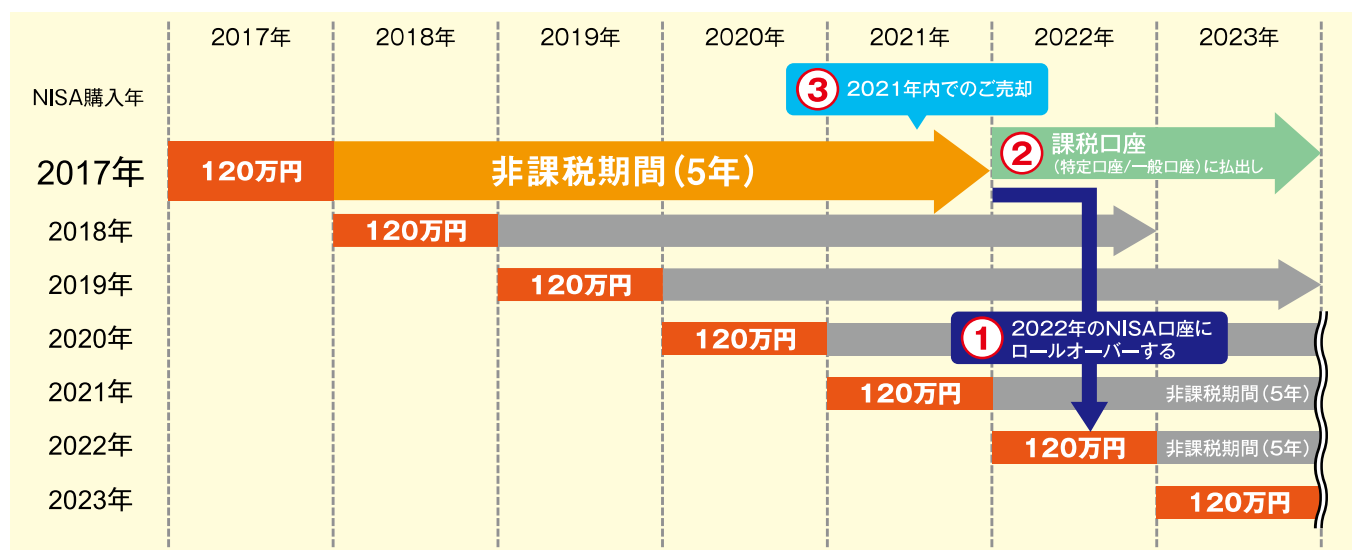 2017年 2018年 2019年 2020年 2021年 2022年 2023年
③ 2021年内でのご売却
NISA購入年
2017年 120万円 非課税期間(5年)
② 課税口座
(特定口座/一般口座)に払出し
2018年 120万円
2019年 120万円
2020年 120万円
① 2022年のNISA口座に
ロールオーバーする
2021年 120万円 非課税期間(5年)
2022年 120万円 非課税期間(5年)
2023年 120万円